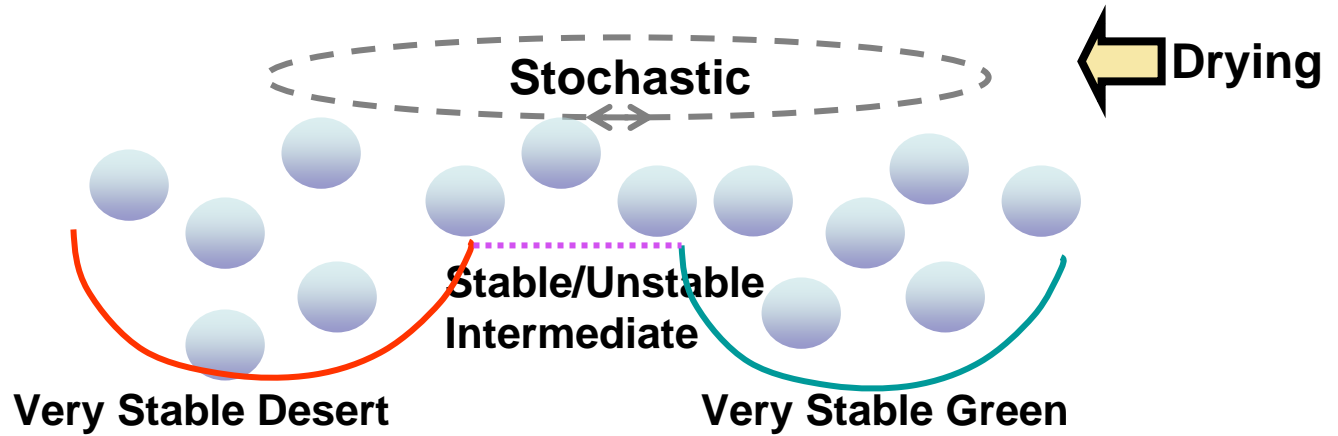 Stochastic
Drying
Stable/Unstable
Intermediate
Very Stable Desert
Very Stable Green